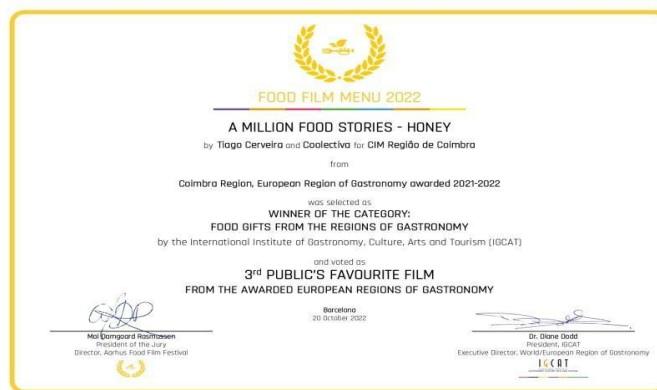 FOOD FILM MENU 2022
A MILLION FOOD STORIES - HONEY
by Tiago Cerveira and Coolectiva for CIM Região de Coimbra
from
Coimbra Region, European Region of Gastronomy awarded 2021-2022
was selected as
WINNER OF THE CATEGORY:
FOOD GIFTS FROM THE REGIONS OF GASTRONOMY
by the International Institute of Gastronomy, Culture, Arts and Tourism (IGCAT)
and voted as
3rd PUBLIC'S FAVOURITE FILM
FROM THE AWARDED EUROPEAN REGIONS OF GASTRONOMY
Barcelona
20 October 2022
Mai Damgaard Rasmussen
President of the Jury
Director, Aarhus Food Film Festival
Dr. Diane Dodd
President, IGCAT
Executive Director, World/European Region of Gastronomy
IGCAT